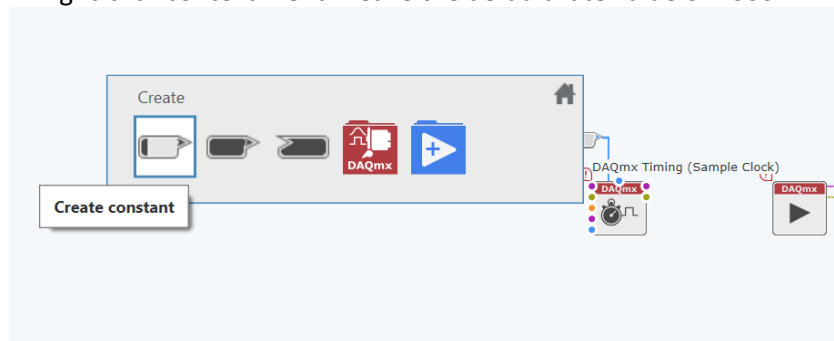 Create
DAQmx
Create constant
DAQmx Timing (Sample Clock)
DAQmx
DAQmx